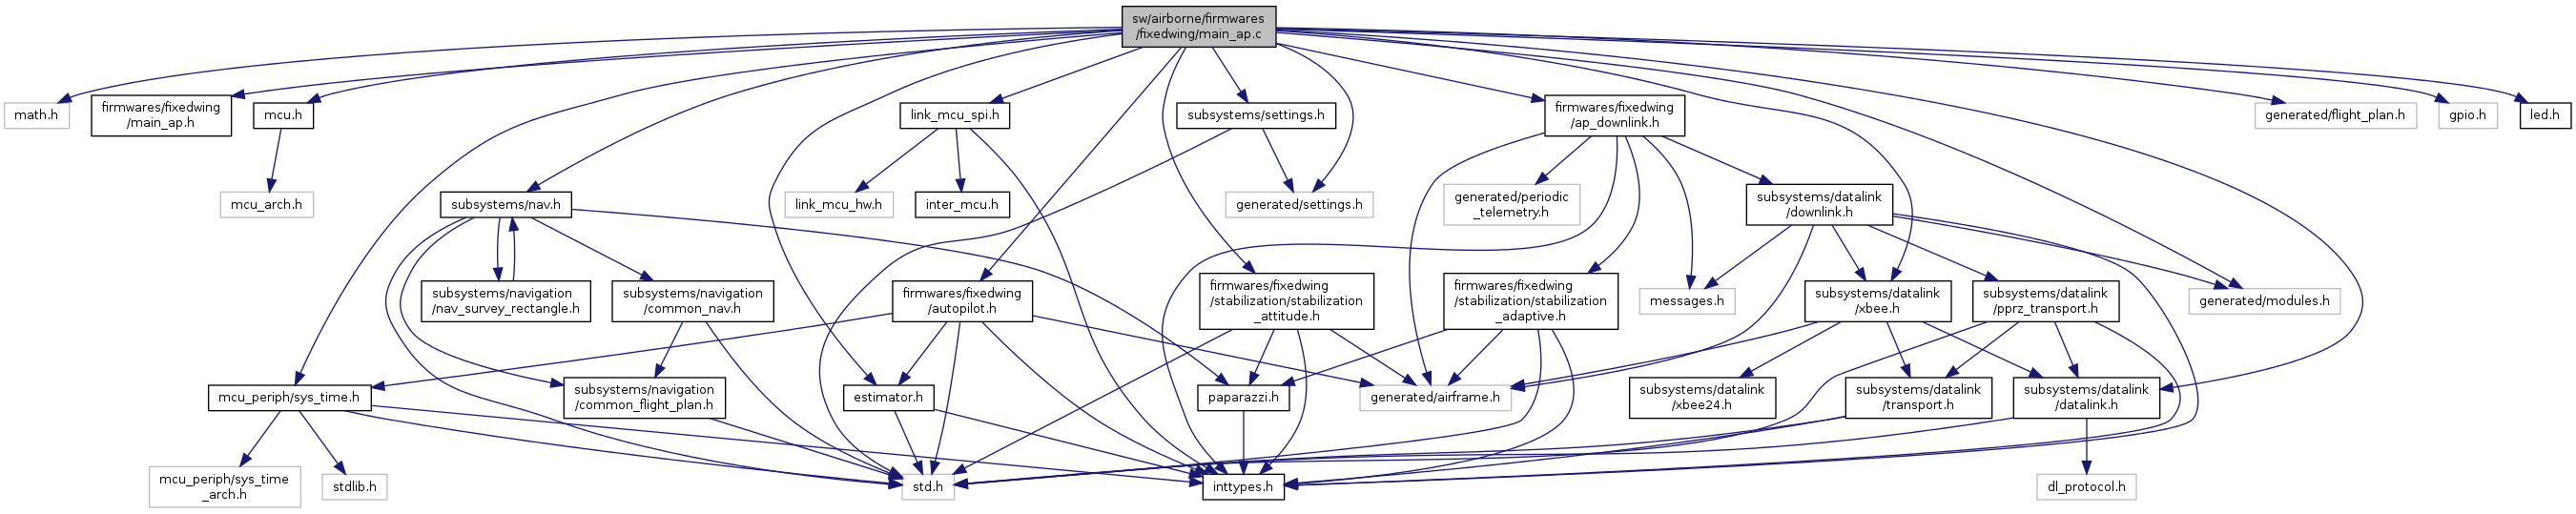 sw/airborne/firmwares
/fixedwing/main_ap.c
math.h
firmwares/fixedwing
/main_ap.h
mcu.h
link_mcu_spi.h
subsystems/settings.h
firmwares/fixedwing
/ap_downlink.h
generated/flight_plan.h
gpio.h
led.h
mcu_arch.h
subsystems/nav.h
link_mcu_hw.h
inter_mcu.h
generated/settings.h
generated/periodic
_telemetry.h
subsystems/datalink
/downlink.h
subsystems/navigation
/nav_survey_rectangle.h
subsystems/navigation
/common_nav.h
firmwares/fixedwing
/autopilot.h
firmwares/fixedwing
/stabilization/stabilization
_attitude.h
firmwares/fixedwing
/stabilization/stabilization
_adaptive.h
messages.h
subsystems/datalink
/xbee.h
subsystems/datalink
/pprz_transport.h
generated/modules.h
mcu_periph/sys_time.h
subsystems/navigation
/common_flight_plan.h
estimator.h
paparazzi.h
generated/airframe.h
subsystems/datalink
/xbee24.h
subsystems/datalink
/transport.h
subsystems/datalink
/datalink.h
mcu_periph/sys_time
_arch.h
stdlib.h
std.h
inttypes.h
dl_protocol.h